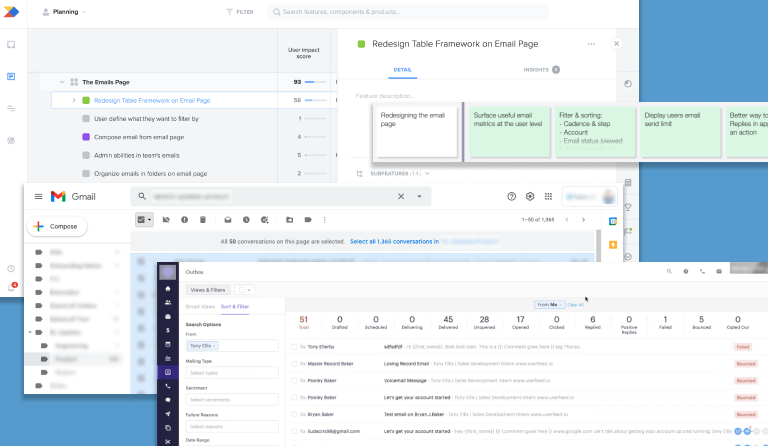 Planning
FILTER
Search features, components & products...
User impact
score
The Emails Page 93
Redesign Table Framework on Email Page 56
User define what they want to filter by 1
Compose email from email page 4
Admin abilities in team's emails 5
Organize emails in folders on email page 2
Redesign Table Framework on Email Page
DETAIL
INSIGHTS
Feature description...
SUBFEATURES (14)
Redesigning the email
page
Surface useful email
metrics at the user level
Filter & sorting:
- Cadence & step
- Account
- Email status (viewed
Display users email
send limit
Better way to
Replies in app
an action
Gmail
Compose
1–50 of 1,365
All 50 conversations on this page are selected. Select all 1,365 conversations in
4
Outbox
Views & Filters
Smart Views
Sort & Filter
Search Options
From
Tony Ellis
Mailing Type
Select types
Sentiment
Select sentiments
Failure Reasons
Select reasons
Date Range
From Me
Clear All
51 Total
0 Drafted
0 Scheduled
0 Delivering
45 Delivered
28 Unopened
17 Opened
0 Clicked
6 Replied
0 Positive Replies
1 Failed
5 Bounced
0 Opted Out
To: Tony Ellerba sdfsdfdf - Hi {{first_name}}, blah blah blah. This is a {{ Comment goes here }} tag Thanks, Failed
To: Master Record Baker Losing Record Email - Tony Ellis | Sales Development Intern www.userfeed.io Bounced
To: Paisley Baker Voicemail Message - Tony Ellis | Sales Development Intern www.userfeed.io Bounced
To: Paisley Baker Let's get your account started - Tony Ellis | Sales Development Intern www.userfeed.io Bounced
To: Bryan Baker Test email on Bryan.J.Baker - Tony Ellis | Sales Development Intern www.userfeed.io Bounced
To: liudacris98@gmail.com Let's get your account started - Hey {{first_name}} {{ Comment goes here }} www.google.com Let's talk about getting your account up and running Tony Ellis